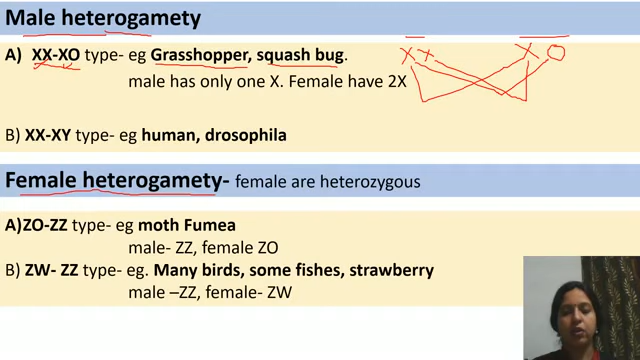 Male heterogamety
A) XX-XO type- eg Grasshopper, squash bug.
XX XO
male has only one X. Female have 2X
B) XX-XY type- eg human, drosophila
Female heterogamety- female are heterozygous
A)ZO-ZZ type- eg moth Fumea
male- ZZ, female ZO
B) ZW- ZZ type- eg. Many birds, some fishes, strawberry
male –ZZ, female- ZW